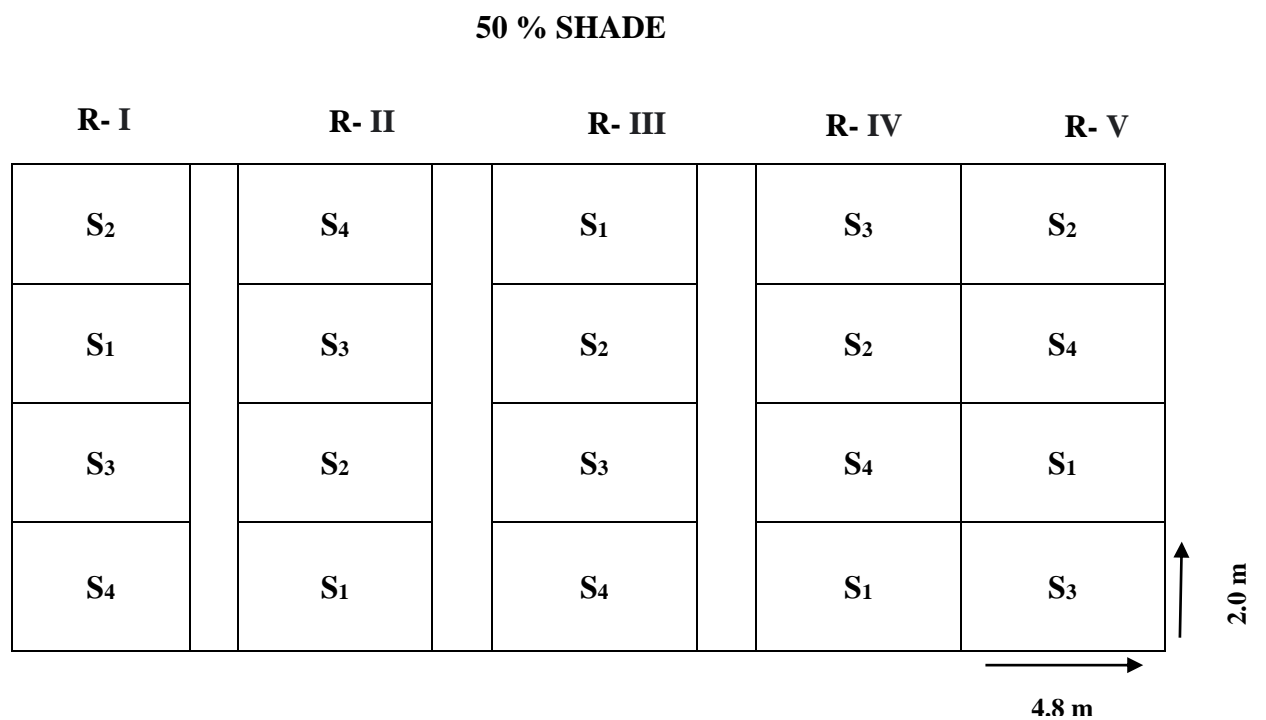 50 % SHADE
R- I R- II R- III R- IV R- V
S2 S4 S1 S3 S2
S1 S3 S2 S2 S4
S3 S2 S3 S4 S1
S4 S1 S4 S1 S3
2.0 m
4.8 m